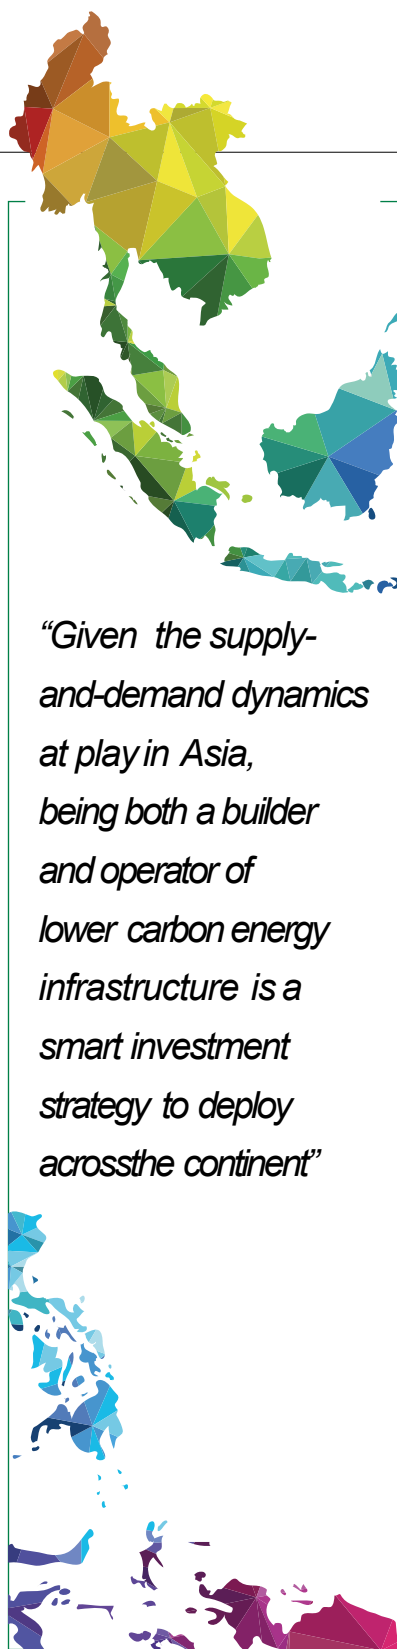 “Given the supply-
and-demand dynamics
at play in Asia,
being both a builder
and operator of
lower carbon energy
infrastructure is a
smart investment
strategy to deploy
acrossthe continent”